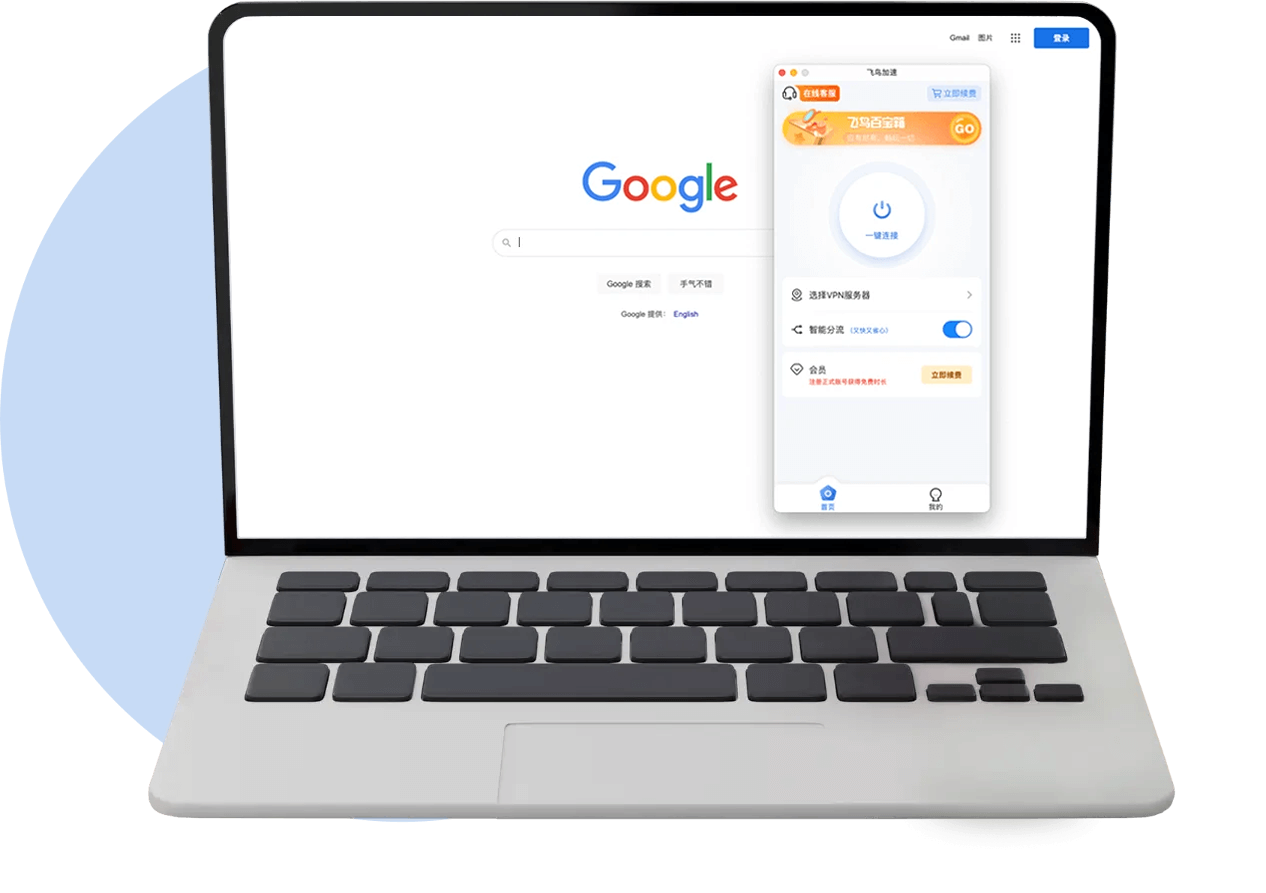 Gmail 图片 登录
Google
Google 搜索 手气不错
Google 提供: English
飞鸟加速
在线客服 立即续费
飞鸟百宝箱
GO
一键连接
选择VPN服务器
智能分流 (又快又省心)
会员
注册正式账号获得免费时长
立即续费
首页 我的